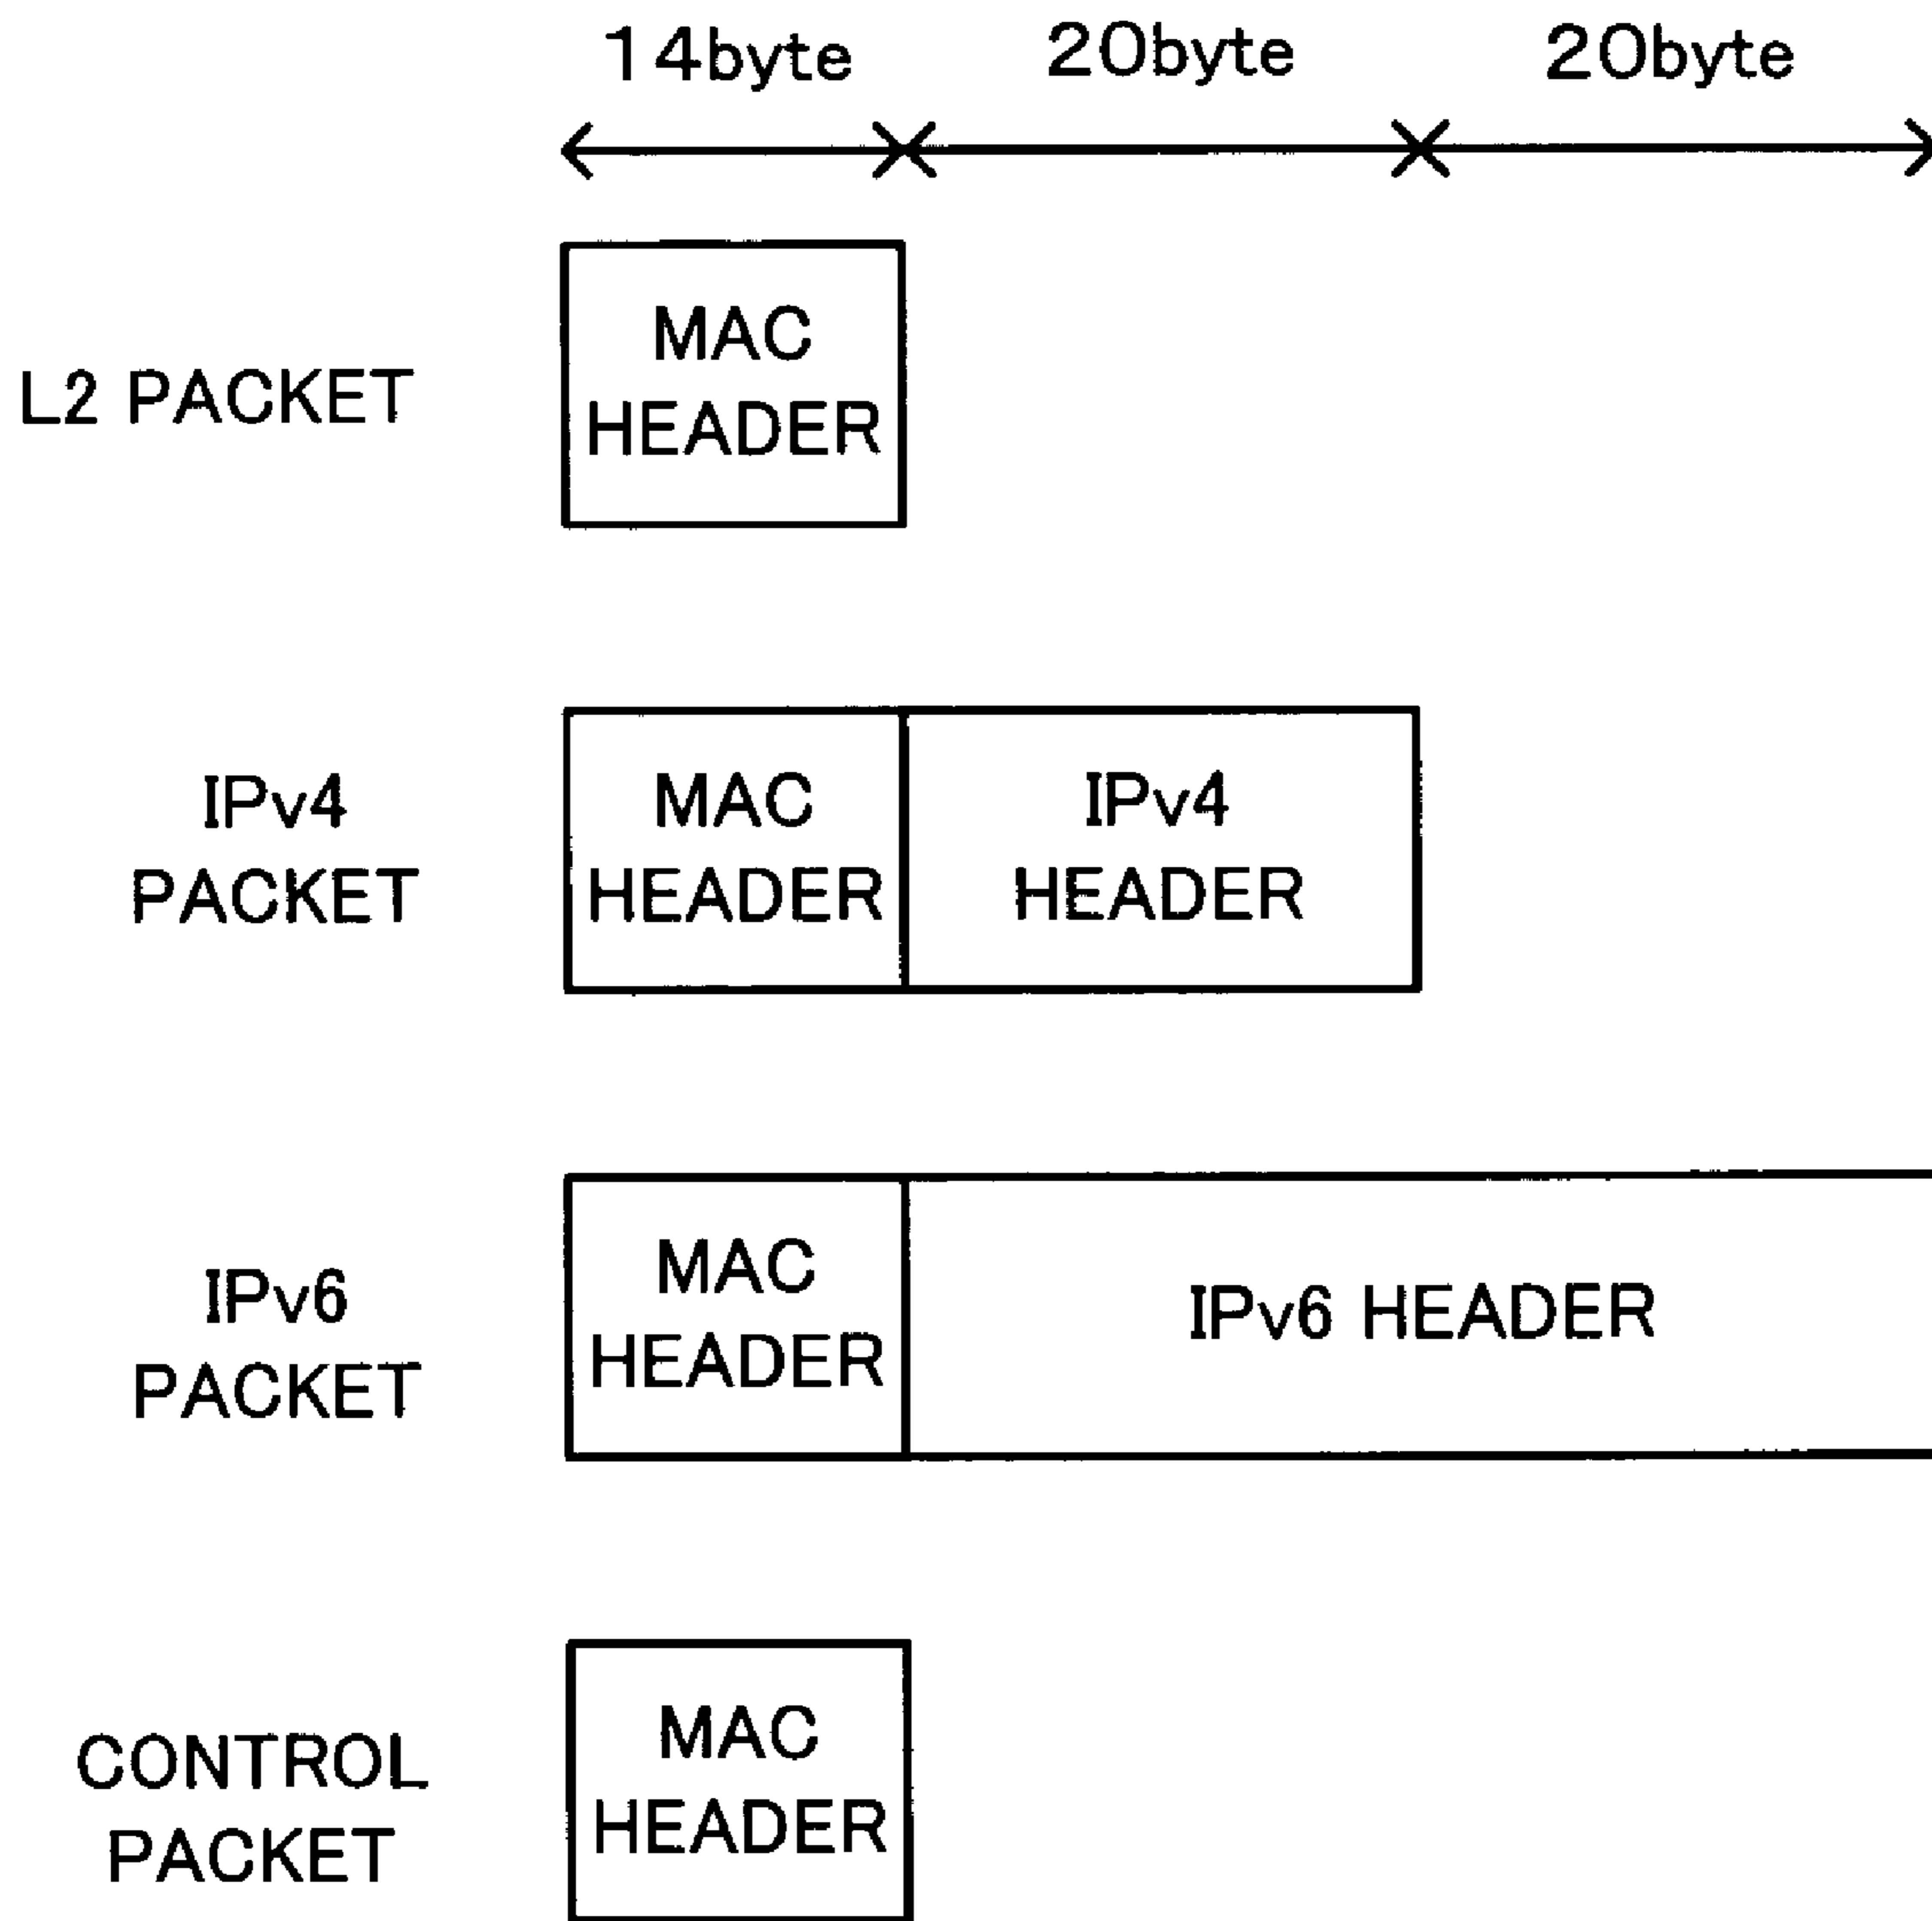 14byte 20byte 20byte
L2 PACKET
MAC
HEADER
IPv4
PACKET
MAC
HEADER
IPv4
HEADER
IPv6
PACKET
MAC
HEADER
IPv6 HEADER
CONTROL
PACKET
MAC
HEADER